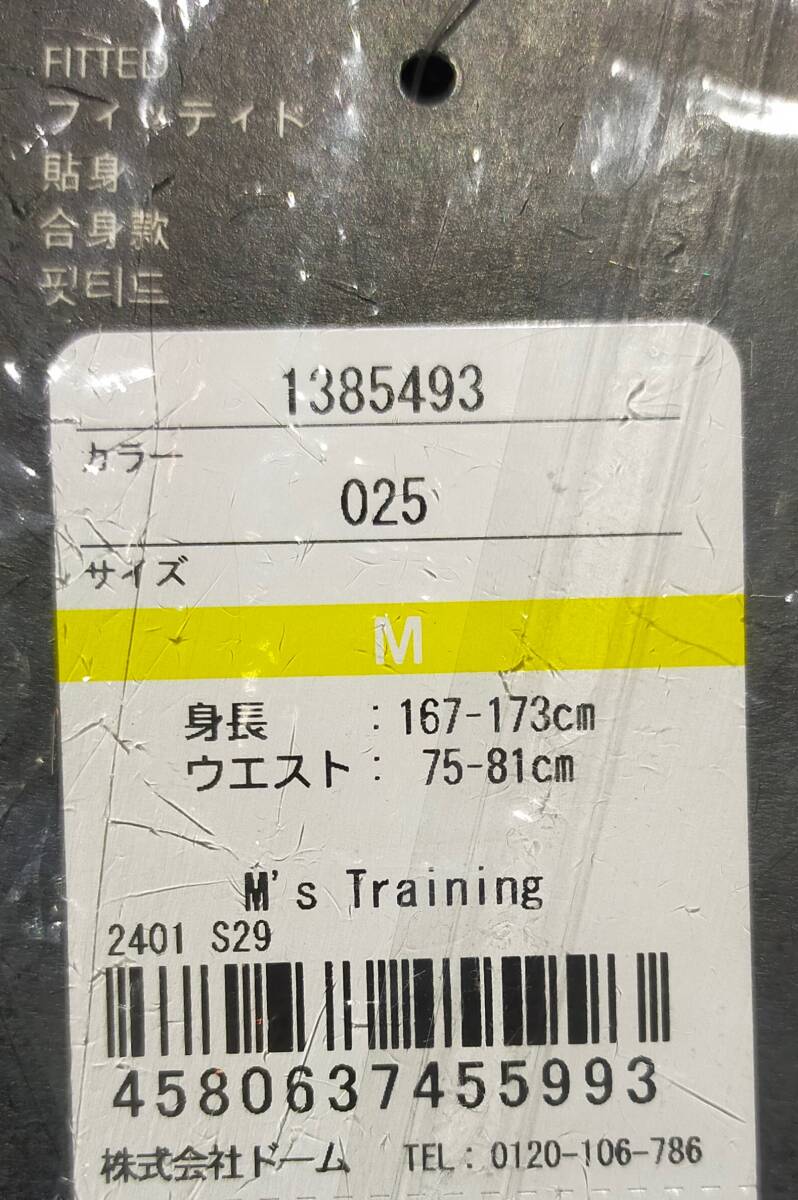 FITTED
フィッティド
貼身
合身款
핏티드
1385493
カラー
025
サイズ
M
身長 : 167-173cm
ウエスト : 75-81cm
M's Training
2401 S29
4580637455993
株式会社ドーム TEL: 0120-106-786